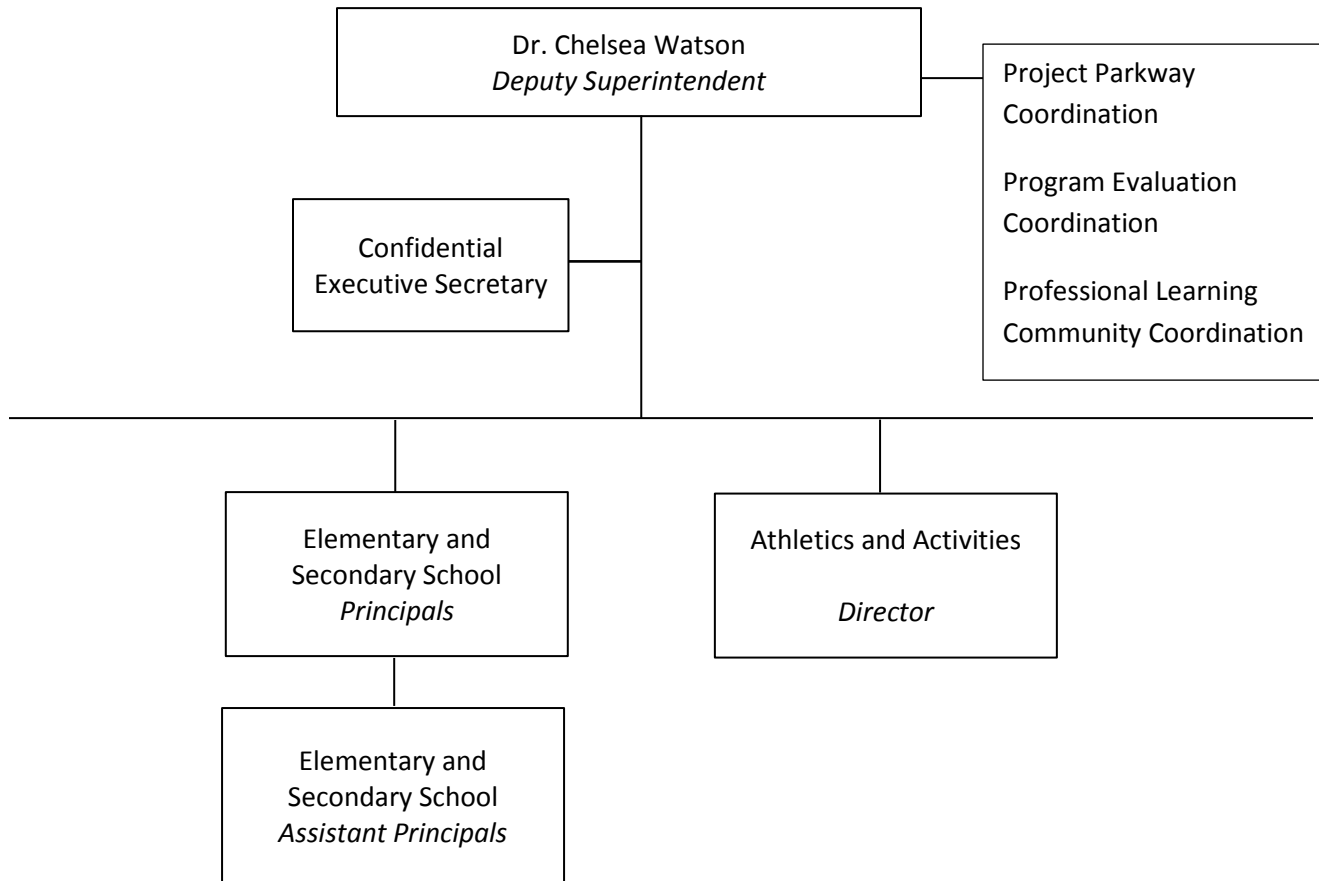 Dr. Chelsea Watson
Deputy Superintendent
Project Parkway
Coordination
Program Evaluation
Coordination
Professional Learning
Community Coordination
Confidential
Executive Secretary
Elementary and
Secondary School
Principals
Athletics and Activities
Director
Elementary and
Secondary School
Assistant Principals